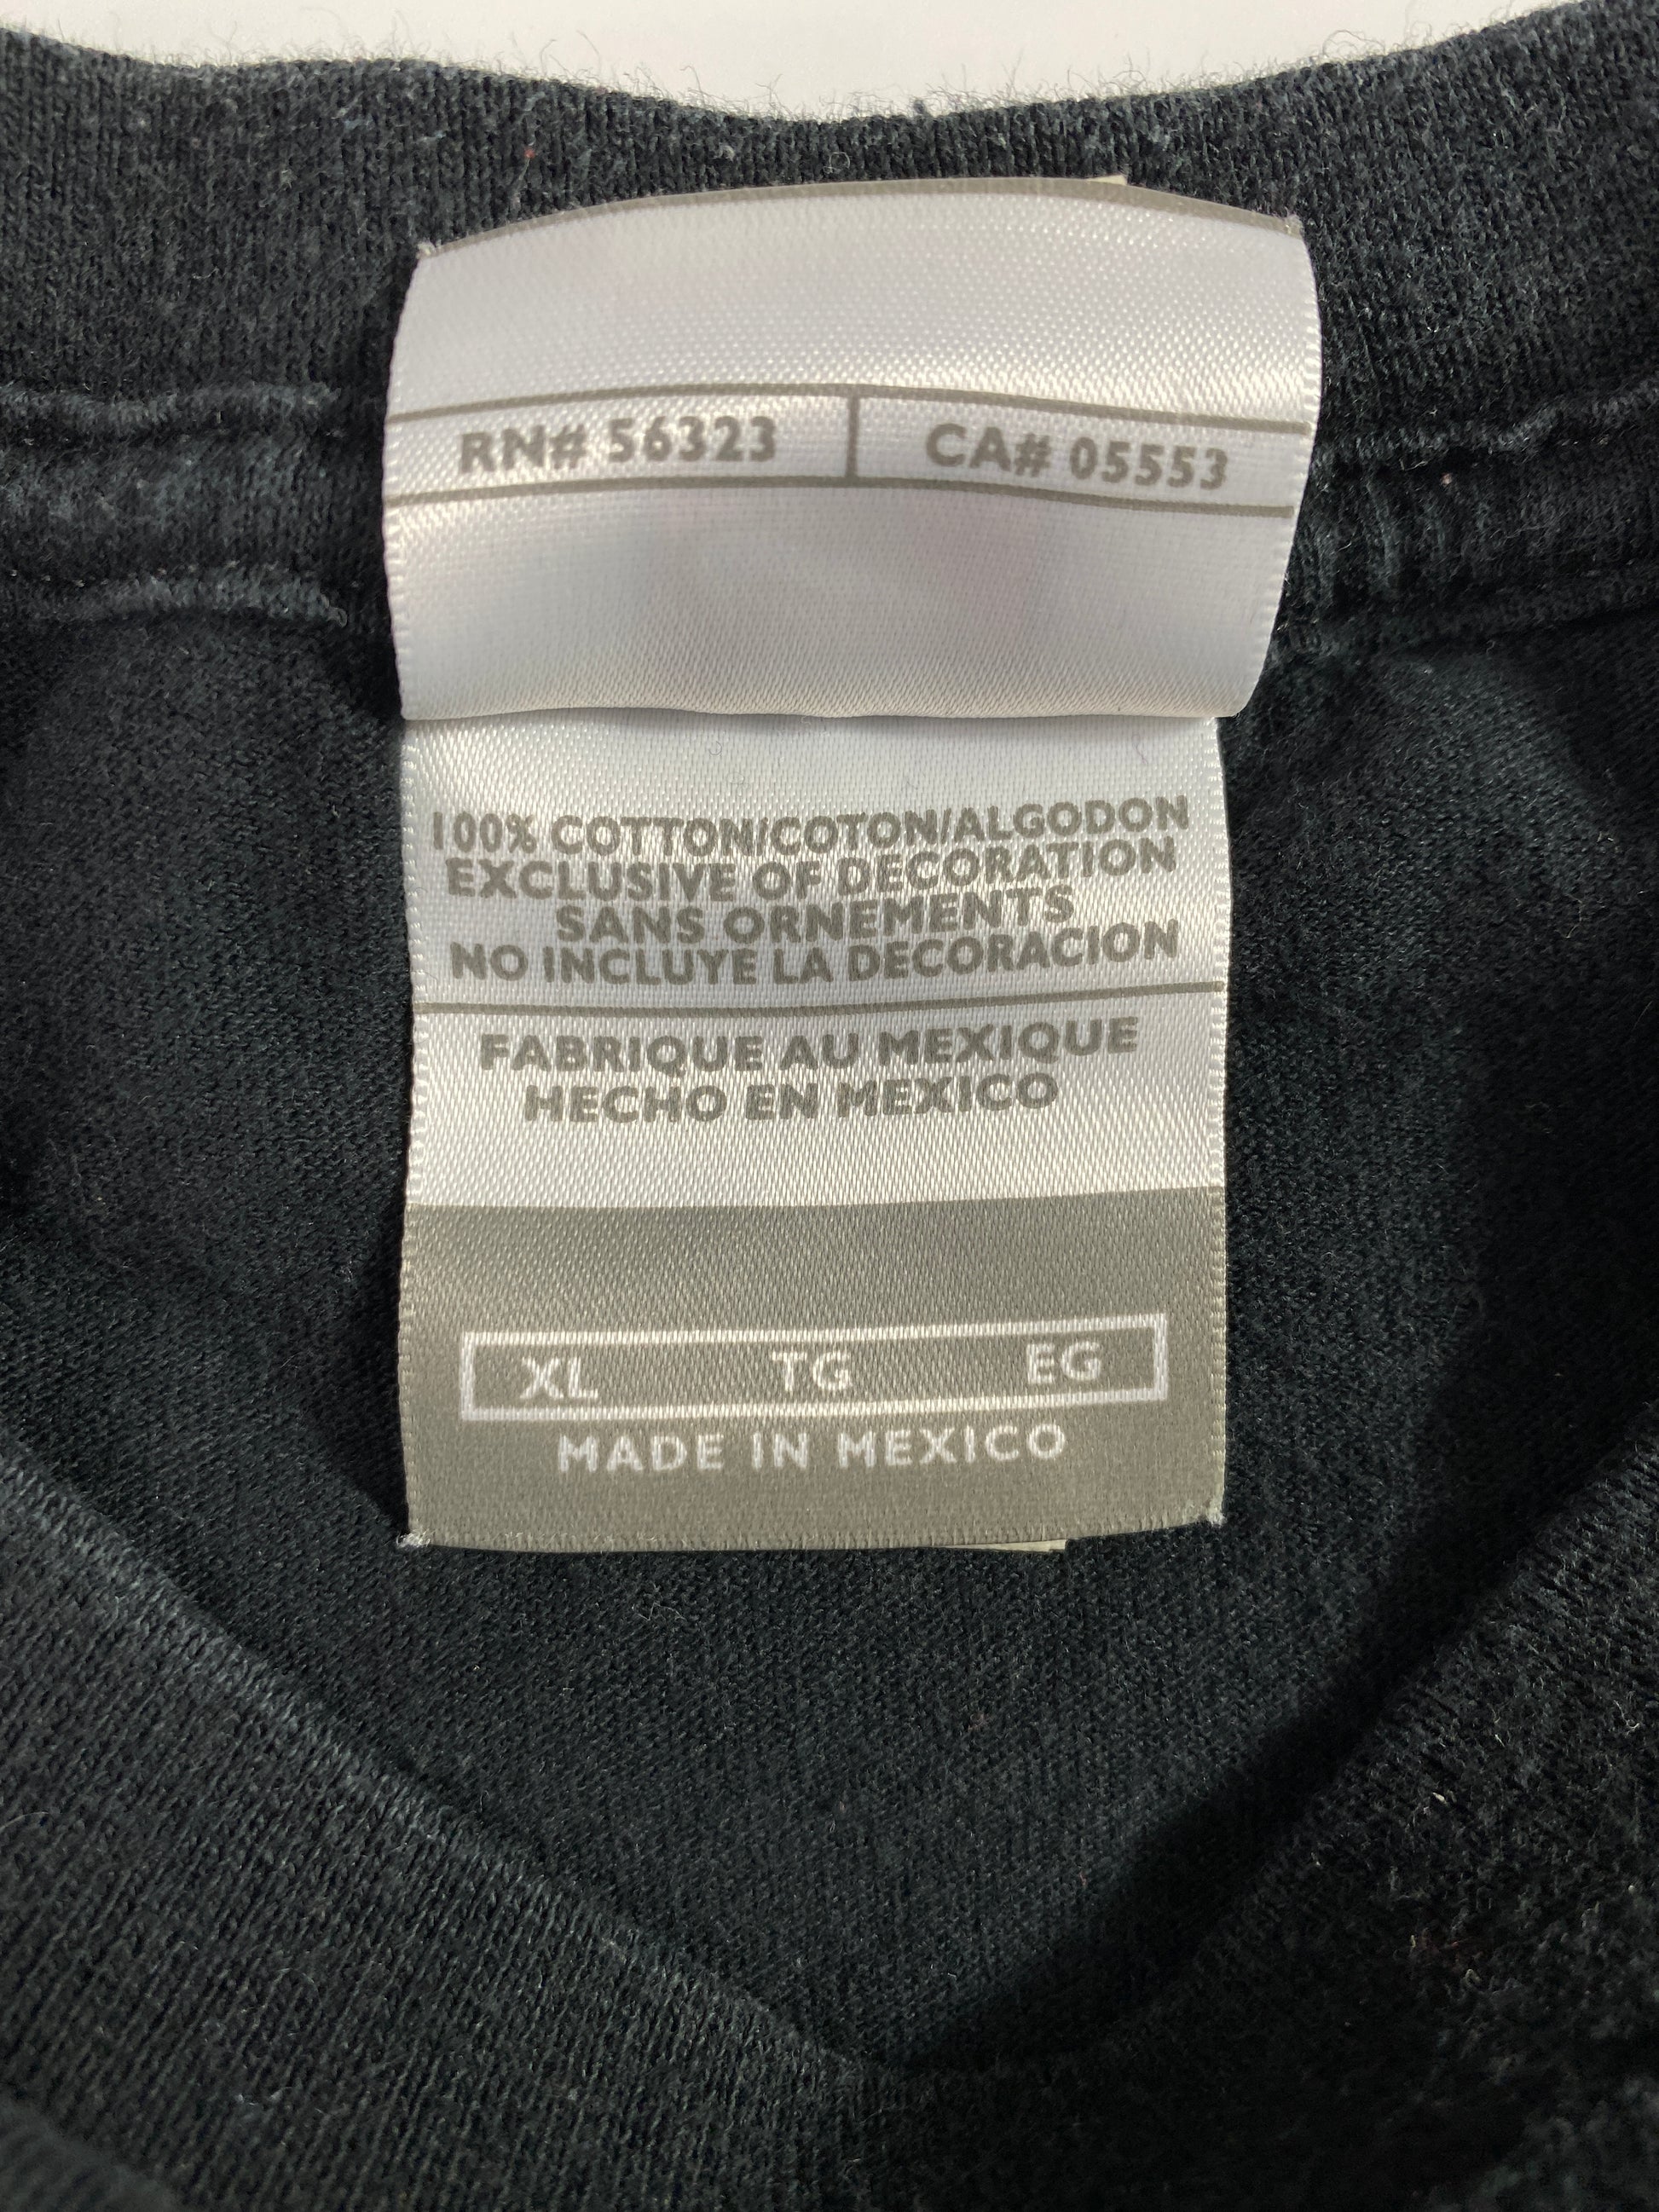 RN# 56323 CA# 05553
100% COTTON/COTON/ALGODON
EXCLUSIVE OF DECORATION
SANS ORNEMENTS
NO INCLUYE LA DECORACION
FABRIQUE AU MEXIQUE
HECHO EN MEXICO
XL TG EG
MADE IN MEXICO